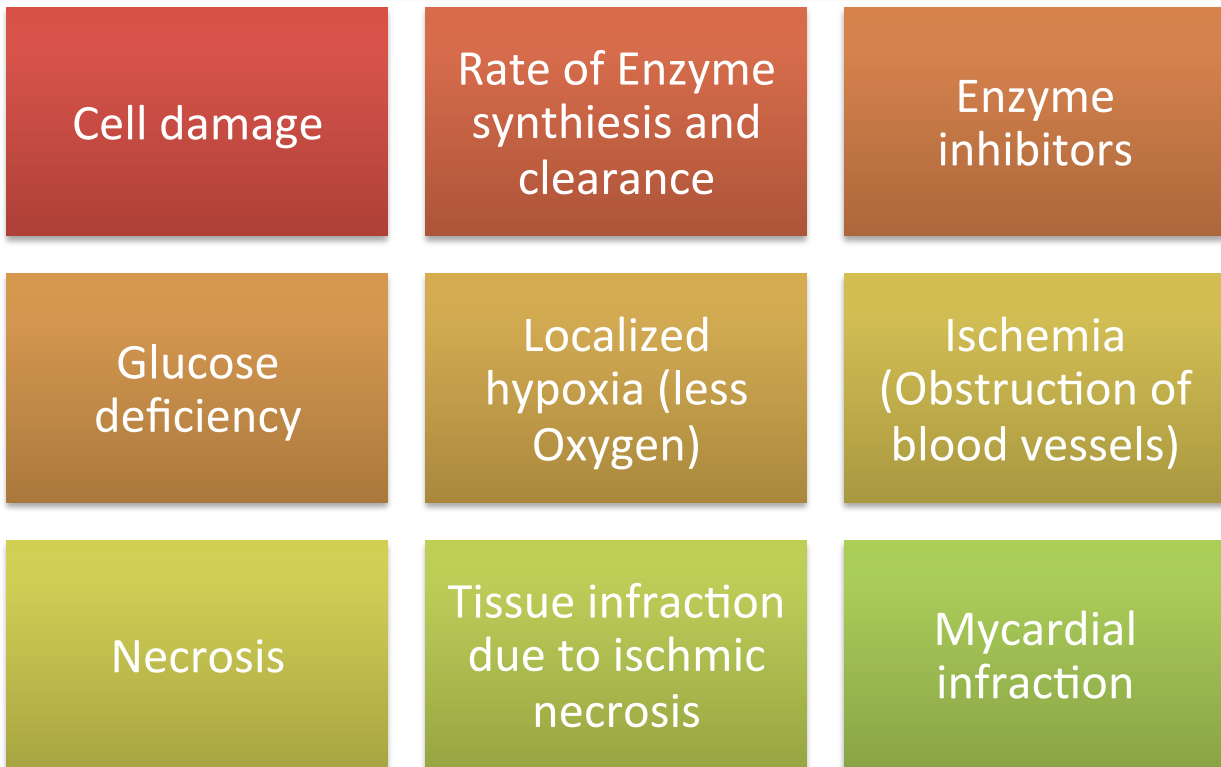 Cell damage
Rate of Enzyme
synthiesis and
clearance
Enzyme
inhibitors
Glucose
deficiency
Localized
hypoxia (less
Oxygen)
Ischemia
(Obstruction of
blood vessels)
Necrosis
Tissue infraction
due to ischmic
necrosis
Mycardial
infraction